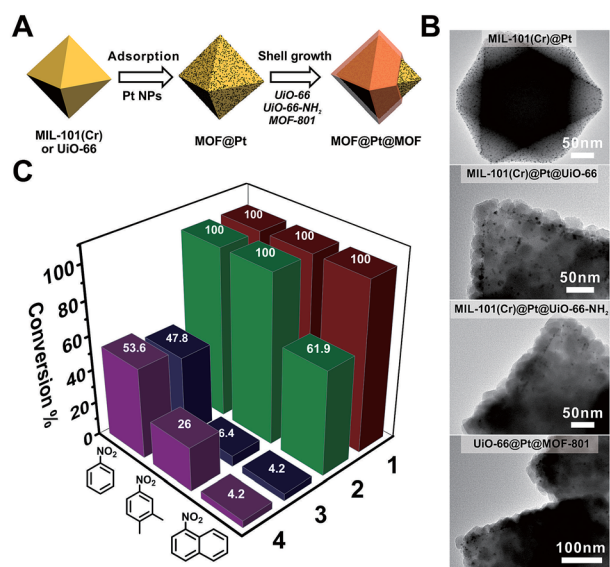 A
Adsorption
Pt NPs
Shell growth
UiO-66
UiO-66-NH2
MOF-801
MIL-101(Cr)
or UiO-66
MOF@Pt
MOF@Pt@MOF
B
MIL-101(Cr)@Pt
50nm
MIL-101(Cr)@Pt@UiO-66
50nm
MIL-101(Cr)@Pt@UiO-66-NH2
50nm
UiO-66@Pt@MOF-801
100nm
C
Conversion %
100
80
60
40
20
0
100
100
100
100
100
61.9
47.8
6.4
4.2
53.6
26
4.2
NO2
NO2
NO2
1
2
3
4